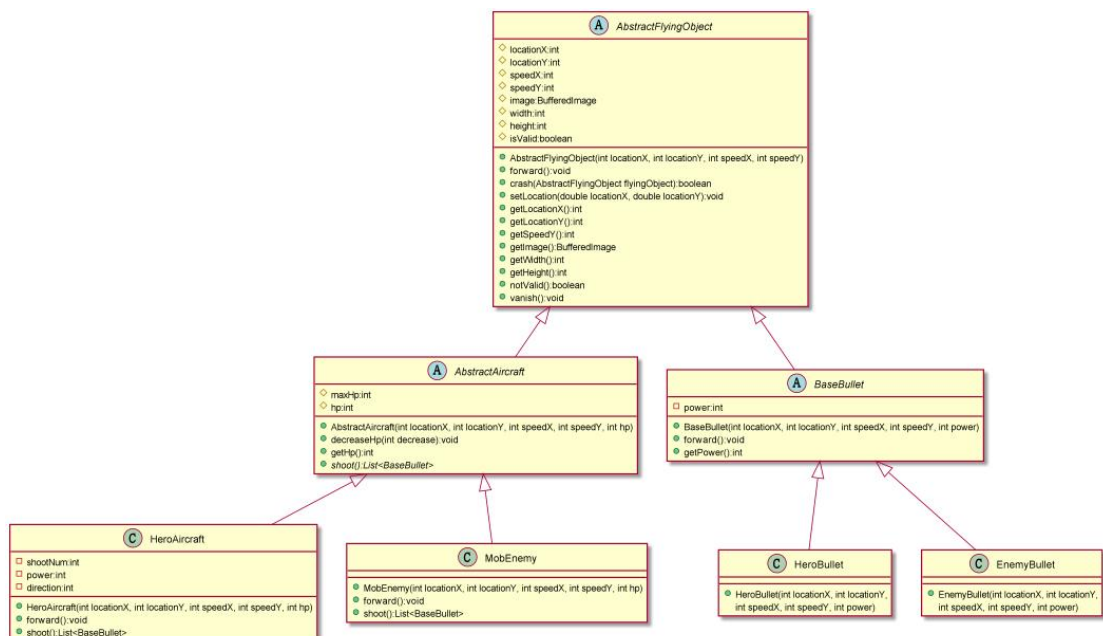 A AbstractFlyingObject
locationX:int
locationY:int
speedX:int
speedY:int
image:BufferedImage
width:int
height:int
isValid:boolean
AbstractFlyingObject(int locationX, int locationY, int speedX, int speedY)
forward():void
crash(AbstractFlyingObject flyingObject):boolean
setLocation(double locationX, double locationY):void
getLocationX():int
getLocationY():int
getSpeedY():int
getImage():BufferedImage
getWidth():int
getHeight():int
notValid():boolean
vanish():void
A AbstractAircraft
maxHp:int
hp:int
AbstractAircraft(int locationX, int locationY, int speedX, int speedY, int hp)
decreaseHp(int decrease):void
getHp():int
shoot():List<BaseBullet>
A BaseBullet
power:int
BaseBullet(int locationX, int locationY, int speedX, int speedY, int power)
forward():void
getPower():int
C HeroAircraft
shootNum:int
power:int
direction:int
HeroAircraft(int locationX, int locationY, int speedX, int speedY, int hp)
forward():void
shoot():List<BaseBullet>
C MobEnemy
MobEnemy(int locationX, int locationY, int speedX, int speedY, int hp)
forward():void
shoot():List<BaseBullet>
C HeroBullet
HeroBullet(int locationX, int locationY,
int speedX, int speedY, int power)
C EnemyBullet
EnemyBullet(int locationX, int locationY,
int speedX, int speedY, int power)